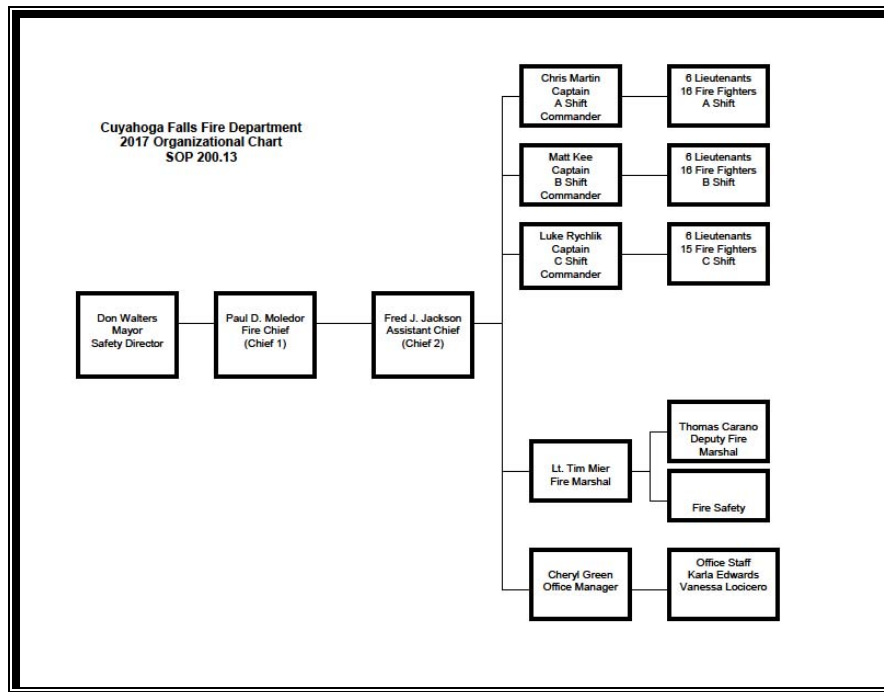 Cuyahoga Falls Fire Department
2017 Organizational Chart
SOP 200.13
Chris Martin
Captain
A Shift
Commander
6 Lieutenants
16 Fire Fighters
A Shift
Matt Kee
Captain
B Shift
Commander
6 Lieutenants
16 Fire Fighters
B Shift
Luke Rychlik
Captain
C Shift
Commander
6 Lieutenants
15 Fire Fighters
C Shift
Don Walters
Mayor
Safety Director
Paul D. Moledor
Fire Chief
(Chief 1)
Fred J. Jackson
Assistant Chief
(Chief 2)
Lt. Tim Mier
Fire Marshal
Thomas Carano
Deputy Fire
Marshal
Fire Safety
Cheryl Green
Office Manager
Office Staff
Karla Edwards
Vanessa Locicero